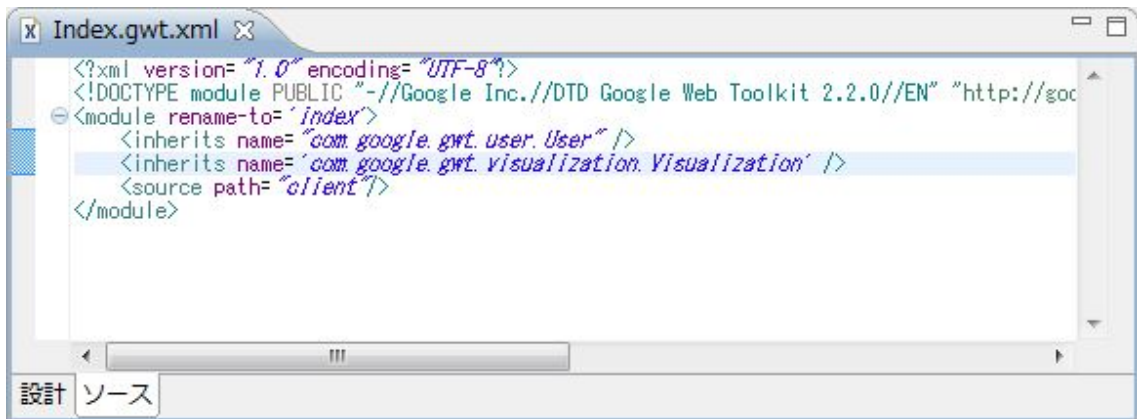 Index.gwt.xml
<?xml version="1.0" encoding="UTF-8"?>
<!DOCTYPE module PUBLIC "-//Google Inc.//DTD Google Web Toolkit 2.2.0//EN" "http://goo
<module rename-to='index'>
<inherits name="com.google.gwt.user.User" />
<inherits name='com.google.gwt.visualization.Visualization' />
<source path="client"/>
</module>
設計 ソース